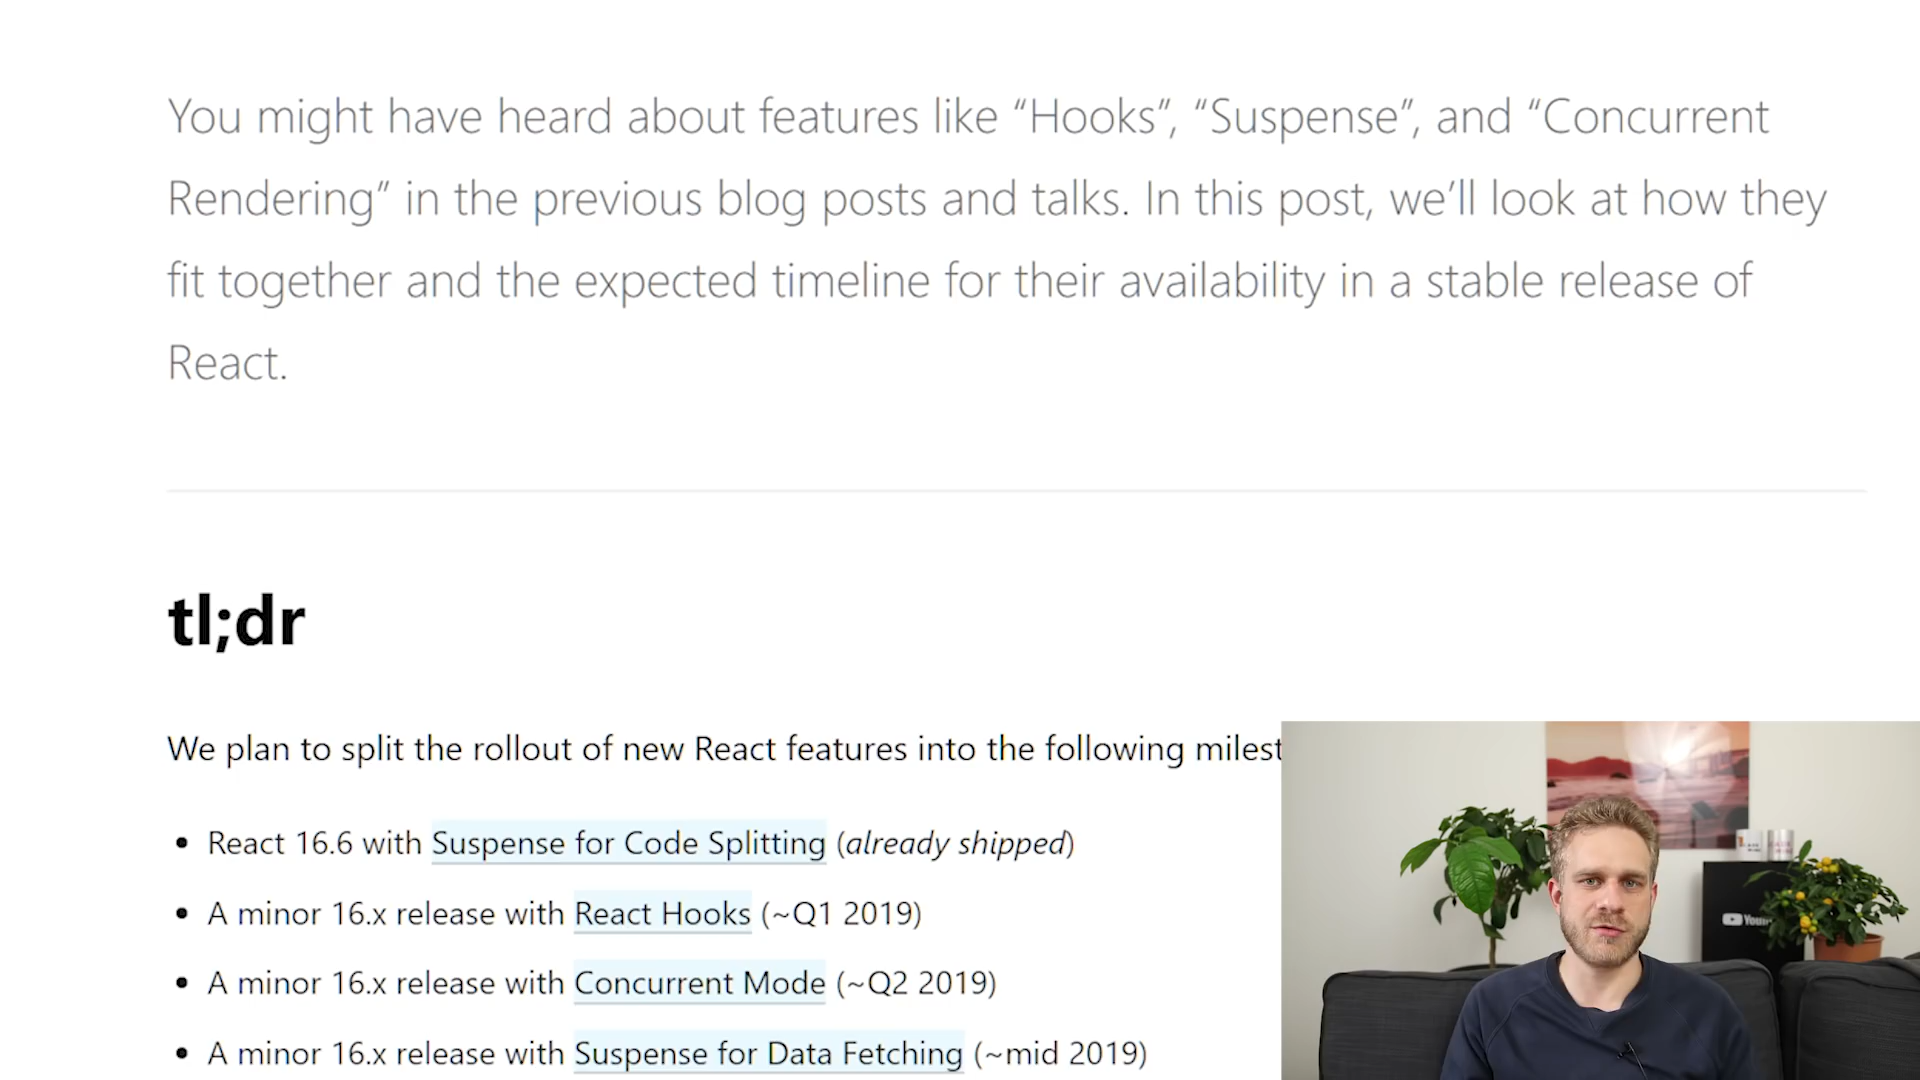 You might have heard about features like “Hooks”, “Suspense”, and “Concurrent
Rendering” in the previous blog posts and talks. In this post, we’ll look at how they
fit together and the expected timeline for their availability in a stable release of
React.
tl;dr
We plan to split the rollout of new React features into the following milest
• React 16.6 with Suspense for Code Splitting (already shipped)
• A minor 16.x release with React Hooks (~Q1 2019)
• A minor 16.x release with Concurrent Mode (~Q2 2019)
• A minor 16.x release with Suspense for Data Fetching (~mid 2019)